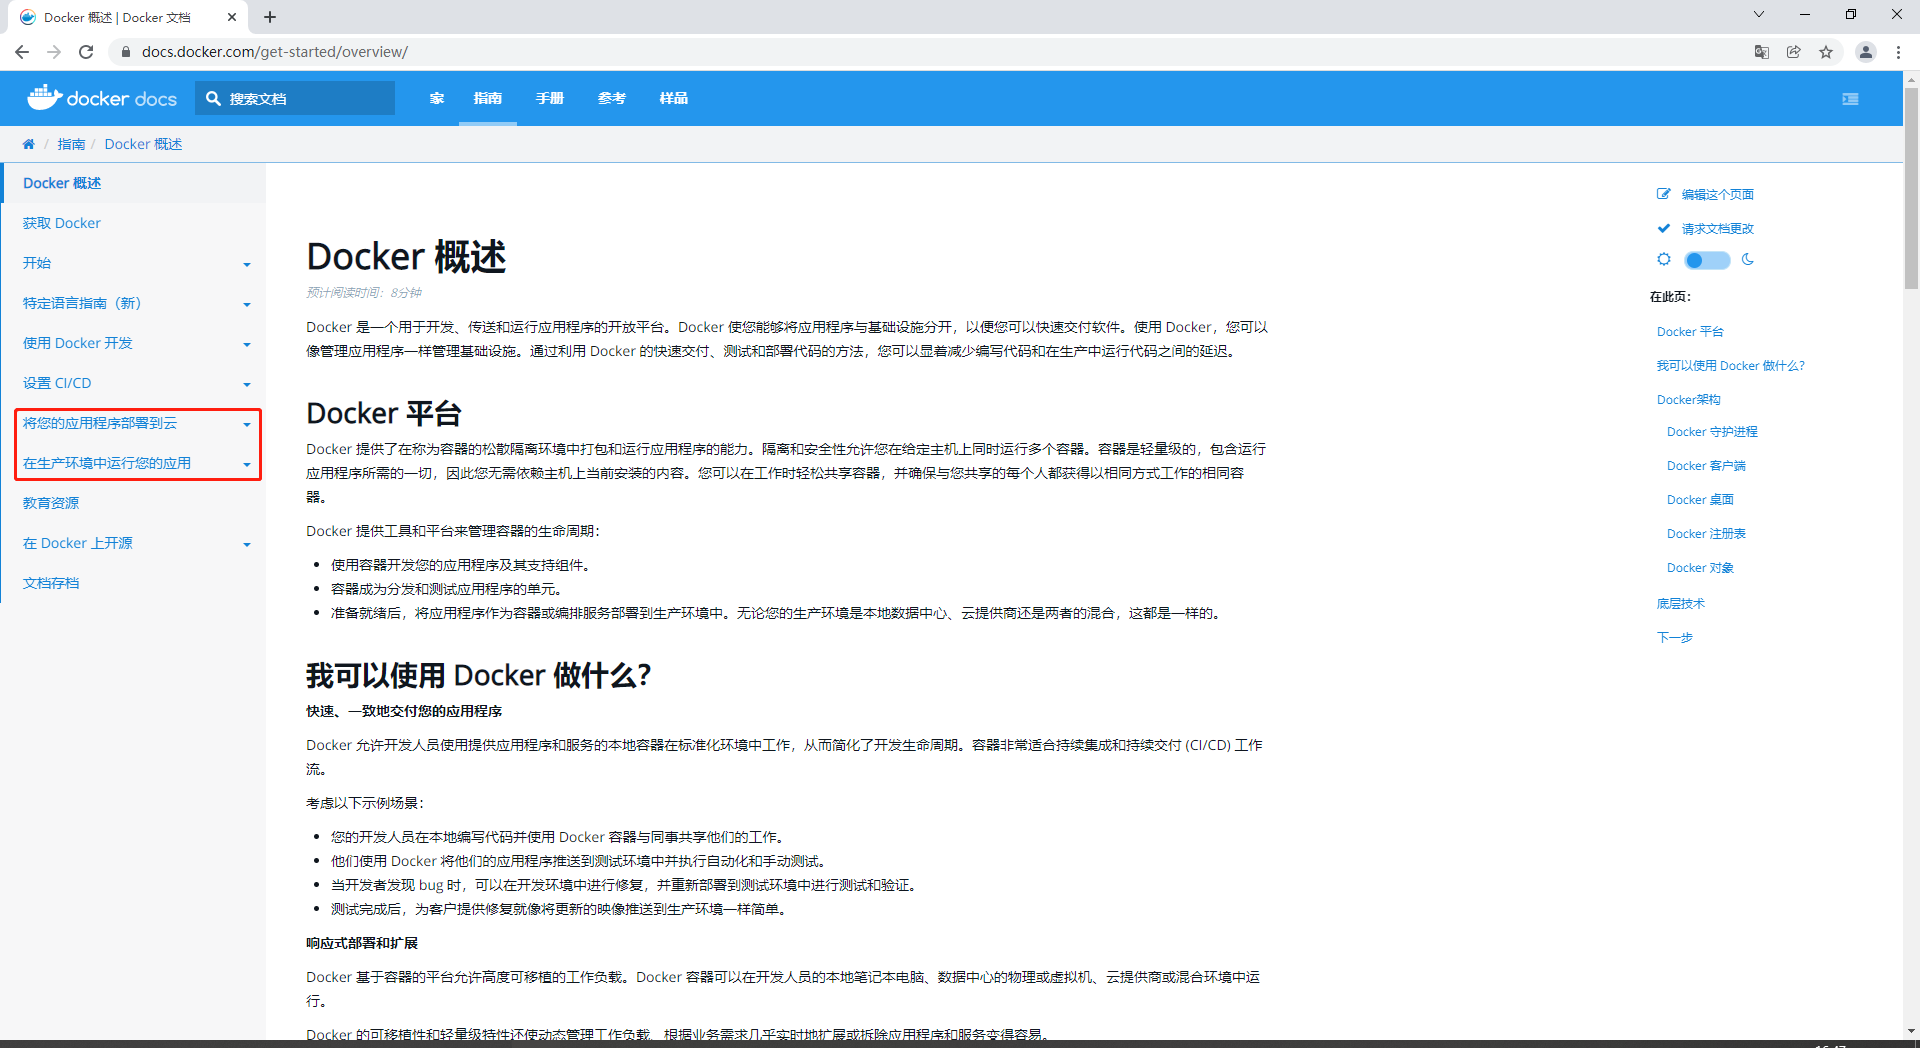 Docker 概述 | Docker 文档
docs.docker.com/get-started/overview/
docker docs
搜索文档
家 指南 手册 参考 样品
/ 指南 / Docker 概述
Docker 概述
获取 Docker
开始
特定语言指南（新）
使用 Docker 开发
设置 CI/CD
将您的应用程序部署到云
在生产环境中运行您的应用
教育资源
在 Docker 上开源
文档存档
Docker 概述
预计阅读时间：8分钟
Docker 是一个用于开发、传送和运行应用程序的开放平台。Docker 使您能够将应用程序与基础设施分开，以便您可以快速交付软件。使用 Docker，您可以
像管理应用程序一样管理基础设施。通过利用 Docker 的快速交付、测试和部署代码的方法，您可以显着减少编写代码和在生产中运行代码之间的延迟。
Docker 平台
Docker 提供了在称为容器的松散隔离环境中打包和运行应用程序的能力。隔离和安全性允许您在给定主机上同时运行多个容器。容器是轻量级的，包含运行
应用程序所需的一切，因此您无需依赖主机上当前安装的内容。您可以在工作时轻松共享容器，并确保与您共享的每个人都获得以相同方式工作的相同容
器。
Docker 提供工具和平台来管理容器的生命周期：
• 使用容器开发您的应用程序及其支持组件。
• 容器成为分发和测试应用程序的单元。
• 准备就绪后，将应用程序作为容器或编排服务部署到生产环境中。无论您的生产环境是本地数据中心、云提供商还是两者的混合，这都是一样的。
我可以使用 Docker 做什么？
快速、一致地交付您的应用程序
Docker 允许开发人员使用提供应用程序和服务的本地容器在标准化环境中工作，从而简化了开发生命周期。容器非常适合持续集成和持续交付 (CI/CD) 工作
流。
考虑以下示例场景：
• 您的开发人员在本地编写代码并使用 Docker 容器与同事共享他们的工作。
• 他们使用 Docker 将他们的应用程序推送到测试环境中并执行自动化和手动测试。
• 当开发者发现 bug 时，可以在开发环境中进行修复，并重新部署到测试环境中进行测试和验证。
• 测试完成后，为客户提供修复就像将更新的映像推送到生产环境一样简单。
响应式部署和扩展
Docker 基于容器的平台允许高度可移植的工作负载。Docker 容器可以在开发人员的本地笔记本电脑、数据中心的物理或虚拟机、云提供商或混合环境中运
行。
Docker 的可移植性和轻量级特性还使动态管理工作负载、根据业务需求几乎实时地扩展或拆除应用程序和服务变得容易。
编辑这个页面
请求文档更改
在此页：
Docker 平台
我可以使用 Docker 做什么？
Docker架构
Docker 守护进程
Docker 客户端
Docker 桌面
Docker 注册表
Docker 对象
底层技术
下一步